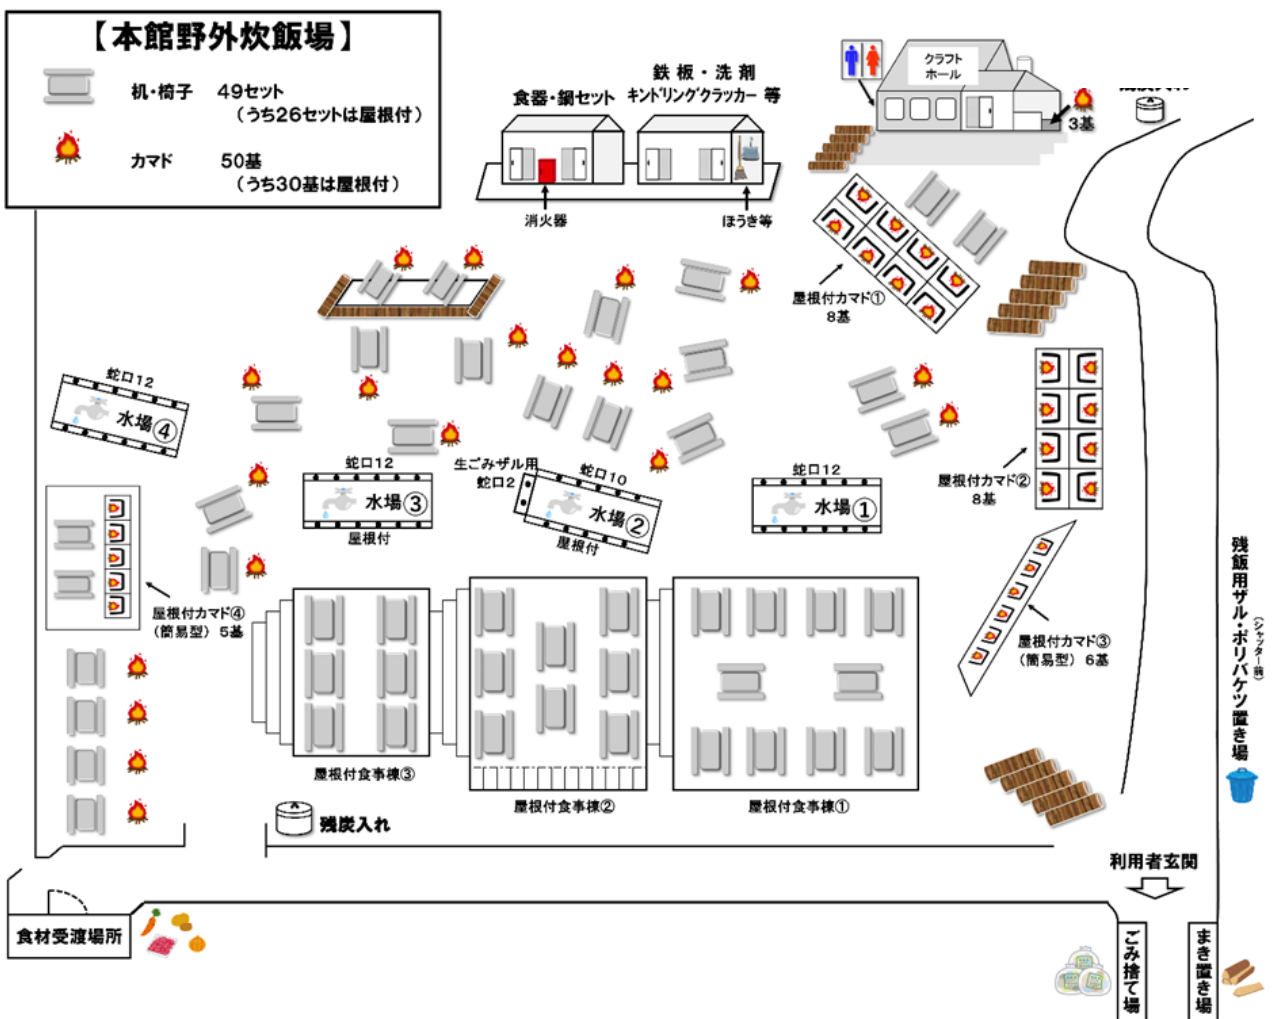 【本館野外炊飯場】
机・椅子 49セット
（うち26セットは屋根付）
カマド 50基
（うち30基は屋根付）
食器・鍋セット
鉄板・洗剤
キンドリングクラッカー 等
消火器
ほうき等
クラフト
ホール
3基
屋根付カマド①
8基
屋根付カマド②
8基
屋根付カマド③
（簡易型）6基
屋根付カマド④
（簡易型）5基
蛇口12
水場④
蛇口12
水場③
屋根付
生ごみザル用
蛇口2
蛇口10
水場②
屋根付
蛇口12
水場①
屋根付食事棟③
屋根付食事棟②
屋根付食事棟①
残炭入れ
残飯用ザル・ポリバケツ置き場
（シャッター前）
利用者玄関
食材受渡場所
ごみ捨て場
まき置き場